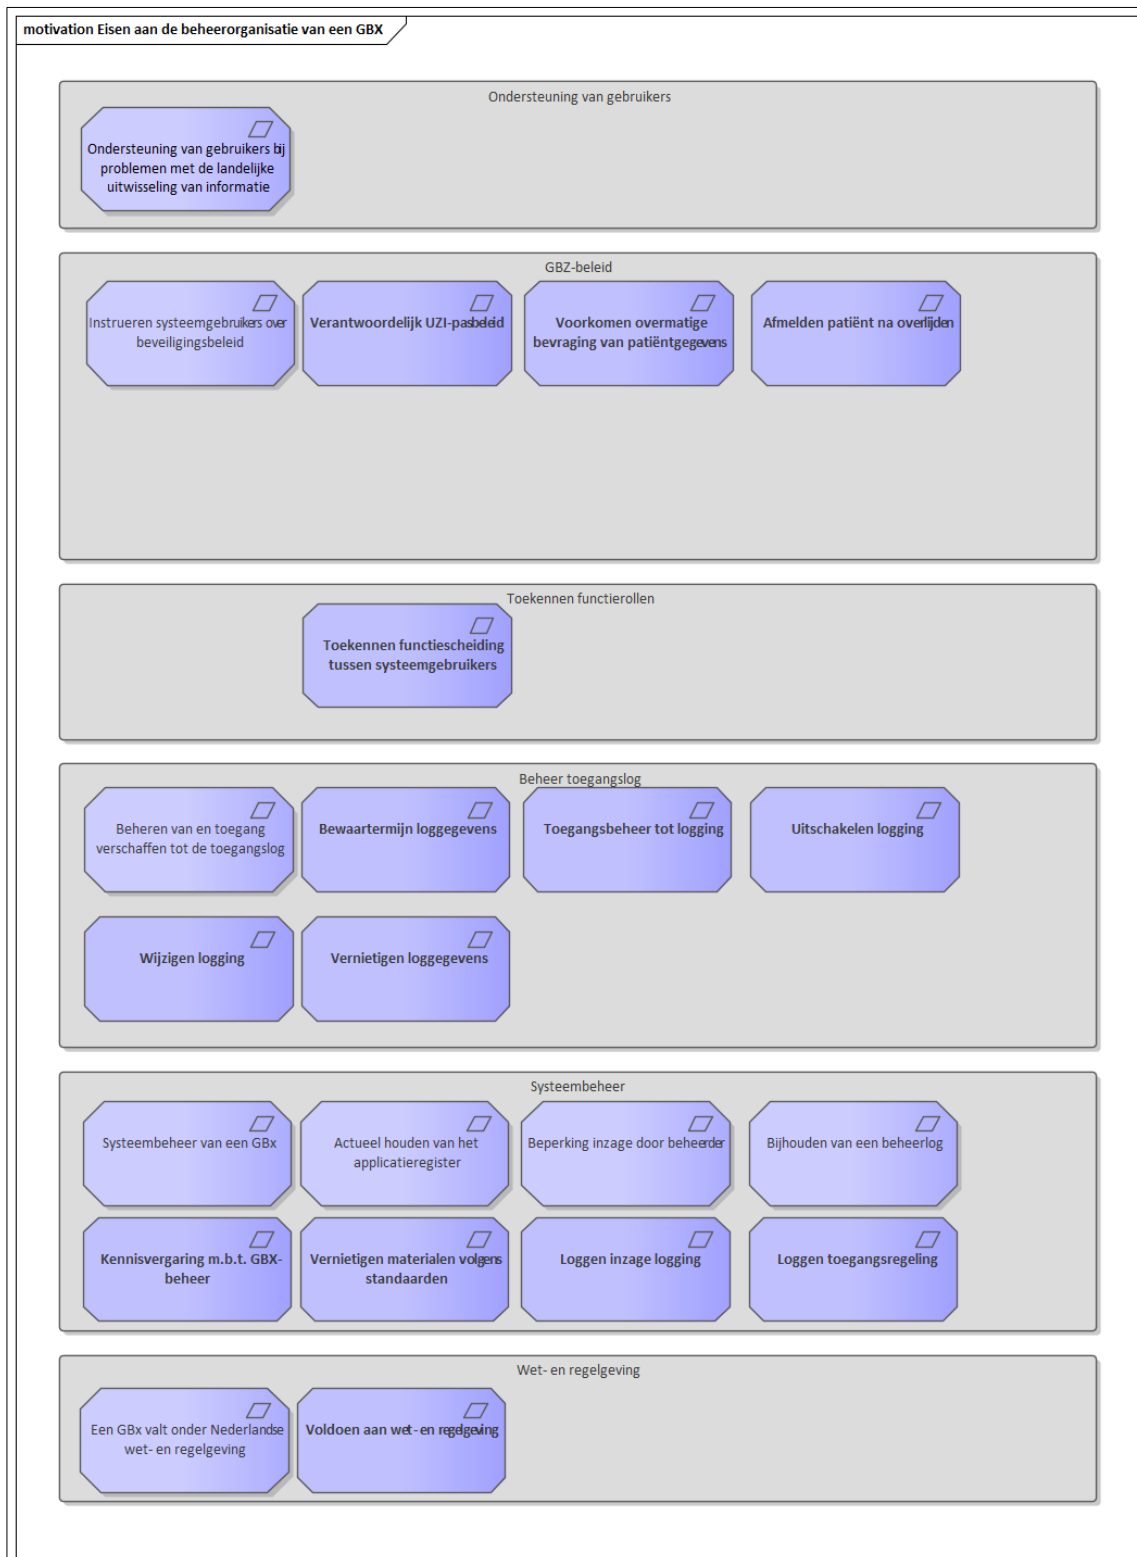 motivation Eisen aan de beheerorganisatie van een GBX
Ondersteuning van gebruikers
Ondersteuning van gebruikers bij
problemen met de landelijke
uitwisseling van informatie
GBZ-beleid
Instrueren systeemgebruikers over
beveiligingsbeleid
Verantwoordelijk UZI-pasbeleid
Voorkomen overmatige
bevraging van patiëntgegevens
Afmelden patiënt na overlijden
Toekennen functierollen
Toekennen functiescheiding
tussen systeemgebruikers
Beheer toegangslog
Beheren van en toegang
verschaffen tot de toegangslog
Bewaartermijn loggegevens
Toegangsbeheer tot logging
Uitschakelen logging
Wijzigen logging
Vernietigen loggegevens
Systeembeheer
Systeembeheer van een GBx
Actueel houden van het
applicatieregister
Beperking inzage door beheerder
Bijhouden van een beheerlog
Kennisvergaring m.b.t. GBX-
beheer
Vernietigen materialen volgens
standaarden
Loggen inzage logging
Loggen toegangsregeling
Wet- en regelgeving
Een GBx valt onder Nederlandse
wet- en regelgeving
Voldoen aan wet- en regelgeving